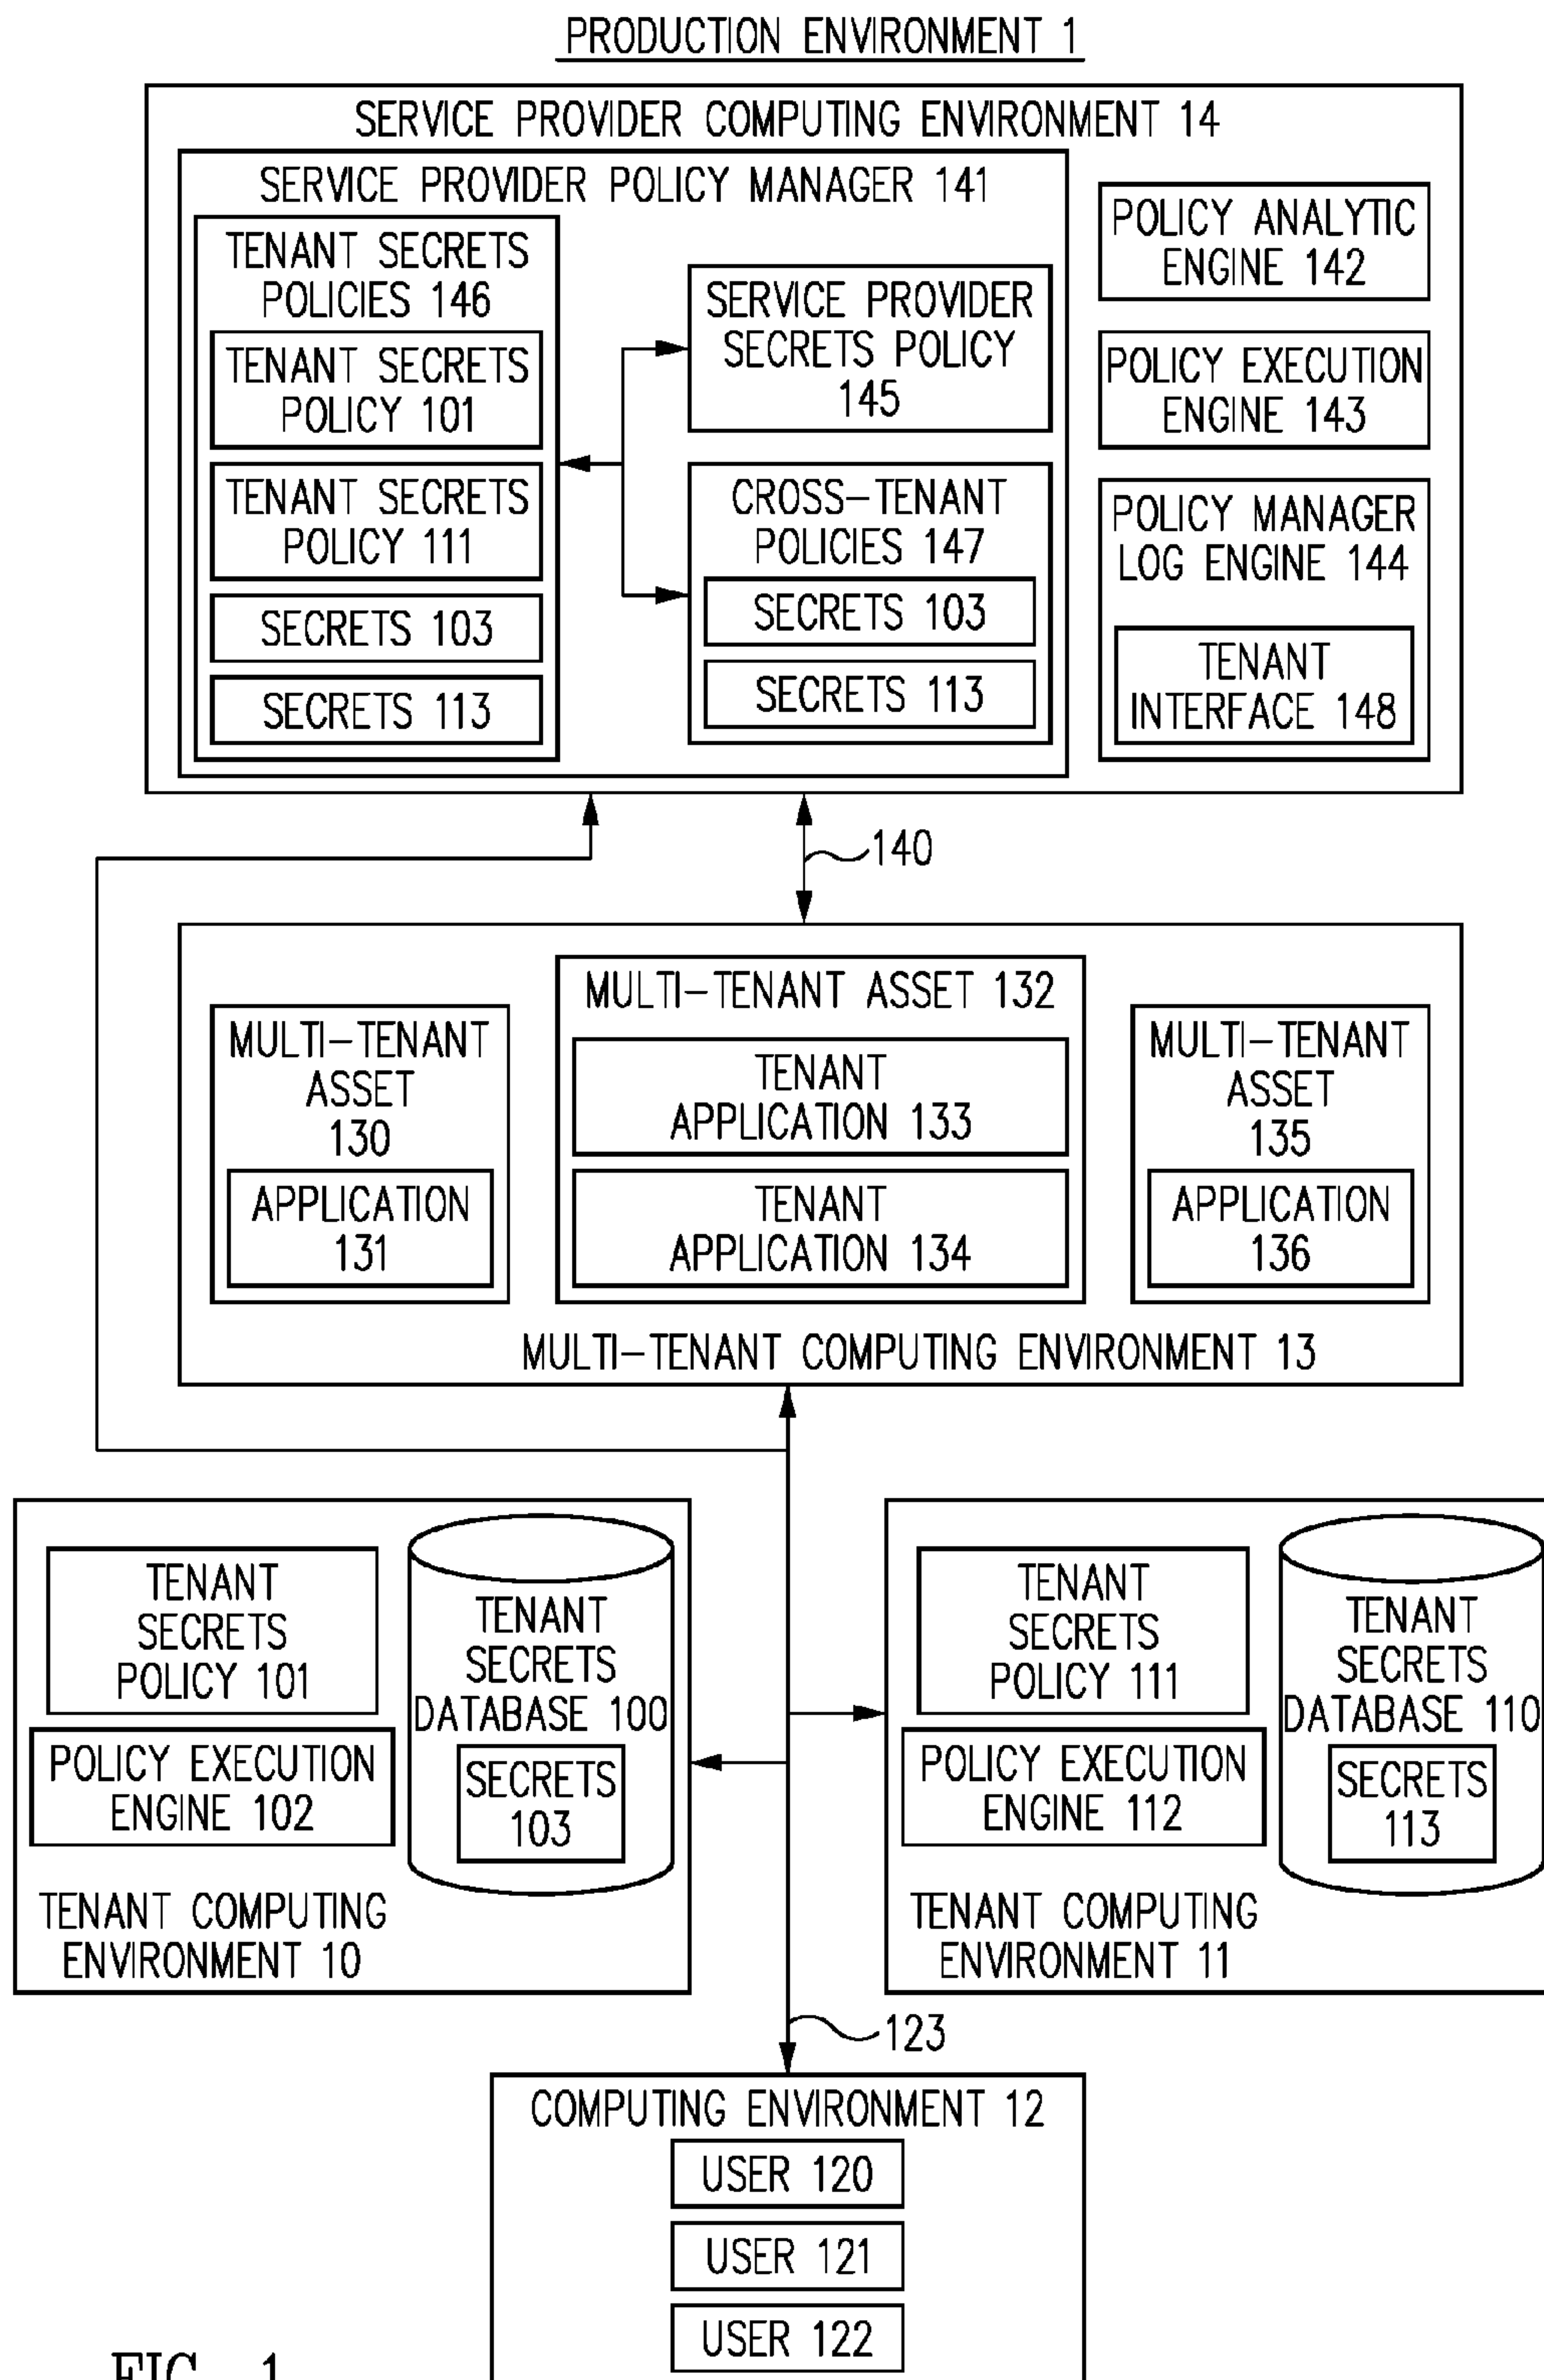 PRODUCTION ENVIRONMENT 1
SERVICE PROVIDER COMPUTING ENVIRONMENT 14
SERVICE PROVIDER POLICY MANAGER 141
TENANT SECRETS
POLICIES 146
TENANT SECRETS
POLICY 101
TENANT SECRETS
POLICY 111
SECRETS 103
SECRETS 113
SERVICE PROVIDER
SECRETS POLICY
145
CROSS-TENANT
POLICIES 147
SECRETS 103
SECRETS 113
POLICY ANALYTIC
ENGINE 142
POLICY EXECUTION
ENGINE 143
POLICY MANAGER
LOG ENGINE 144
TENANT
INTERFACE 148
140
MULTI-TENANT
ASSET
130
APPLICATION
131
MULTI-TENANT ASSET 132
TENANT
APPLICATION 133
TENANT
APPLICATION 134
MULTI-TENANT
ASSET
135
APPLICATION
136
MULTI-TENANT COMPUTING ENVIRONMENT 13
TENANT
SECRETS
POLICY 101
POLICY EXECUTION
ENGINE 102
TENANT
SECRETS
DATABASE 100
SECRETS
103
TENANT COMPUTING
ENVIRONMENT 10
TENANT
SECRETS
POLICY 111
POLICY EXECUTION
ENGINE 112
TENANT
SECRETS
DATABASE 110
SECRETS
113
TENANT COMPUTING
ENVIRONMENT 11
123
COMPUTING ENVIRONMENT 12
USER 120
USER 121
USER 122
FIG. 1